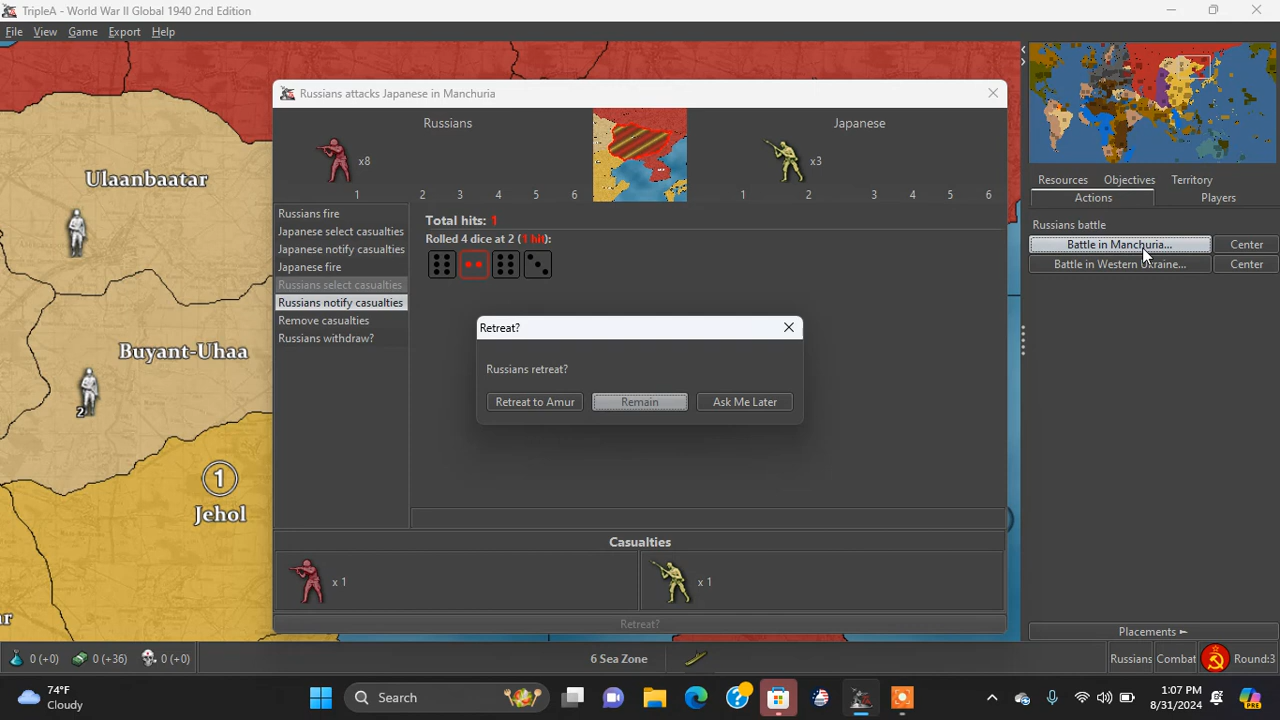 TripleA - World War II Global 1940 2nd Edition
File View Game Export Help
Ulaanbaatar
Buyant-Uhaa
2
1
Jehol
Russians attacks Japanese in Manchuria
Russians
Japanese
x8
x3
1 2 3 4 5 6
1 2 3 4 5 6
Russians fire
Japanese select casualties
Japanese notify casualties
Japanese fire
Russians select casualties
Russians notify casualties
Remove casualties
Russians withdraw?
Total hits: 1
Rolled 4 dice at 2 (1 hit):
Retreat?
Russians retreat?
Retreat to Amur
Remain
Ask Me Later
Casualties
x 1
x 1
Retreat?
Resources Objectives Territory
Actions Players
Russians battle
Battle in Manchuria... Center
Battle in Western Ukraine... Center
Placements
0 (+0) 0 (+36) 0 (+0)
6 Sea Zone
Russians Combat Round:3
74°F
Cloudy
Search
1:07 PM
8/31/2024
PRE